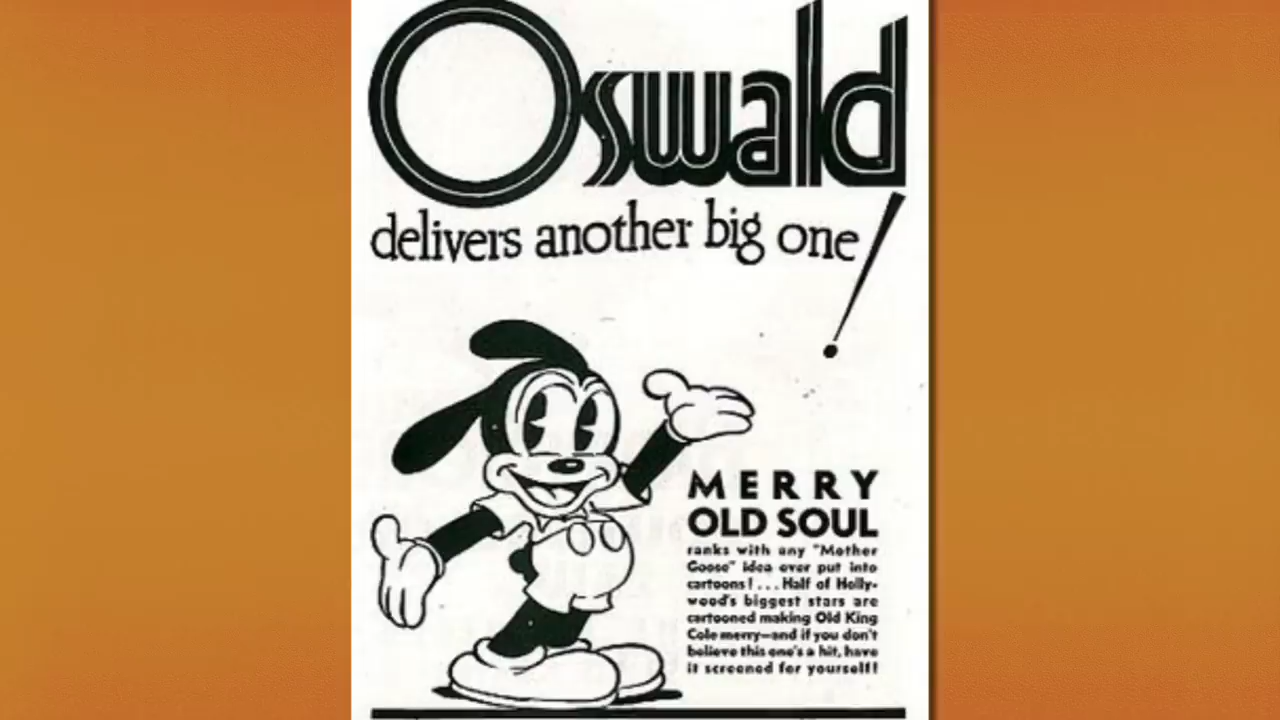 Oswald
delivers another big one!
MERRY
OLD SOUL
ranks with any "Mother
Goose" idea ever put into
cartoons! ... Half of Holly-
wood's biggest stars are
cartooned making Old King
Cole merry—and if you don't
believe this one's a hit, have
it screened for yourself!